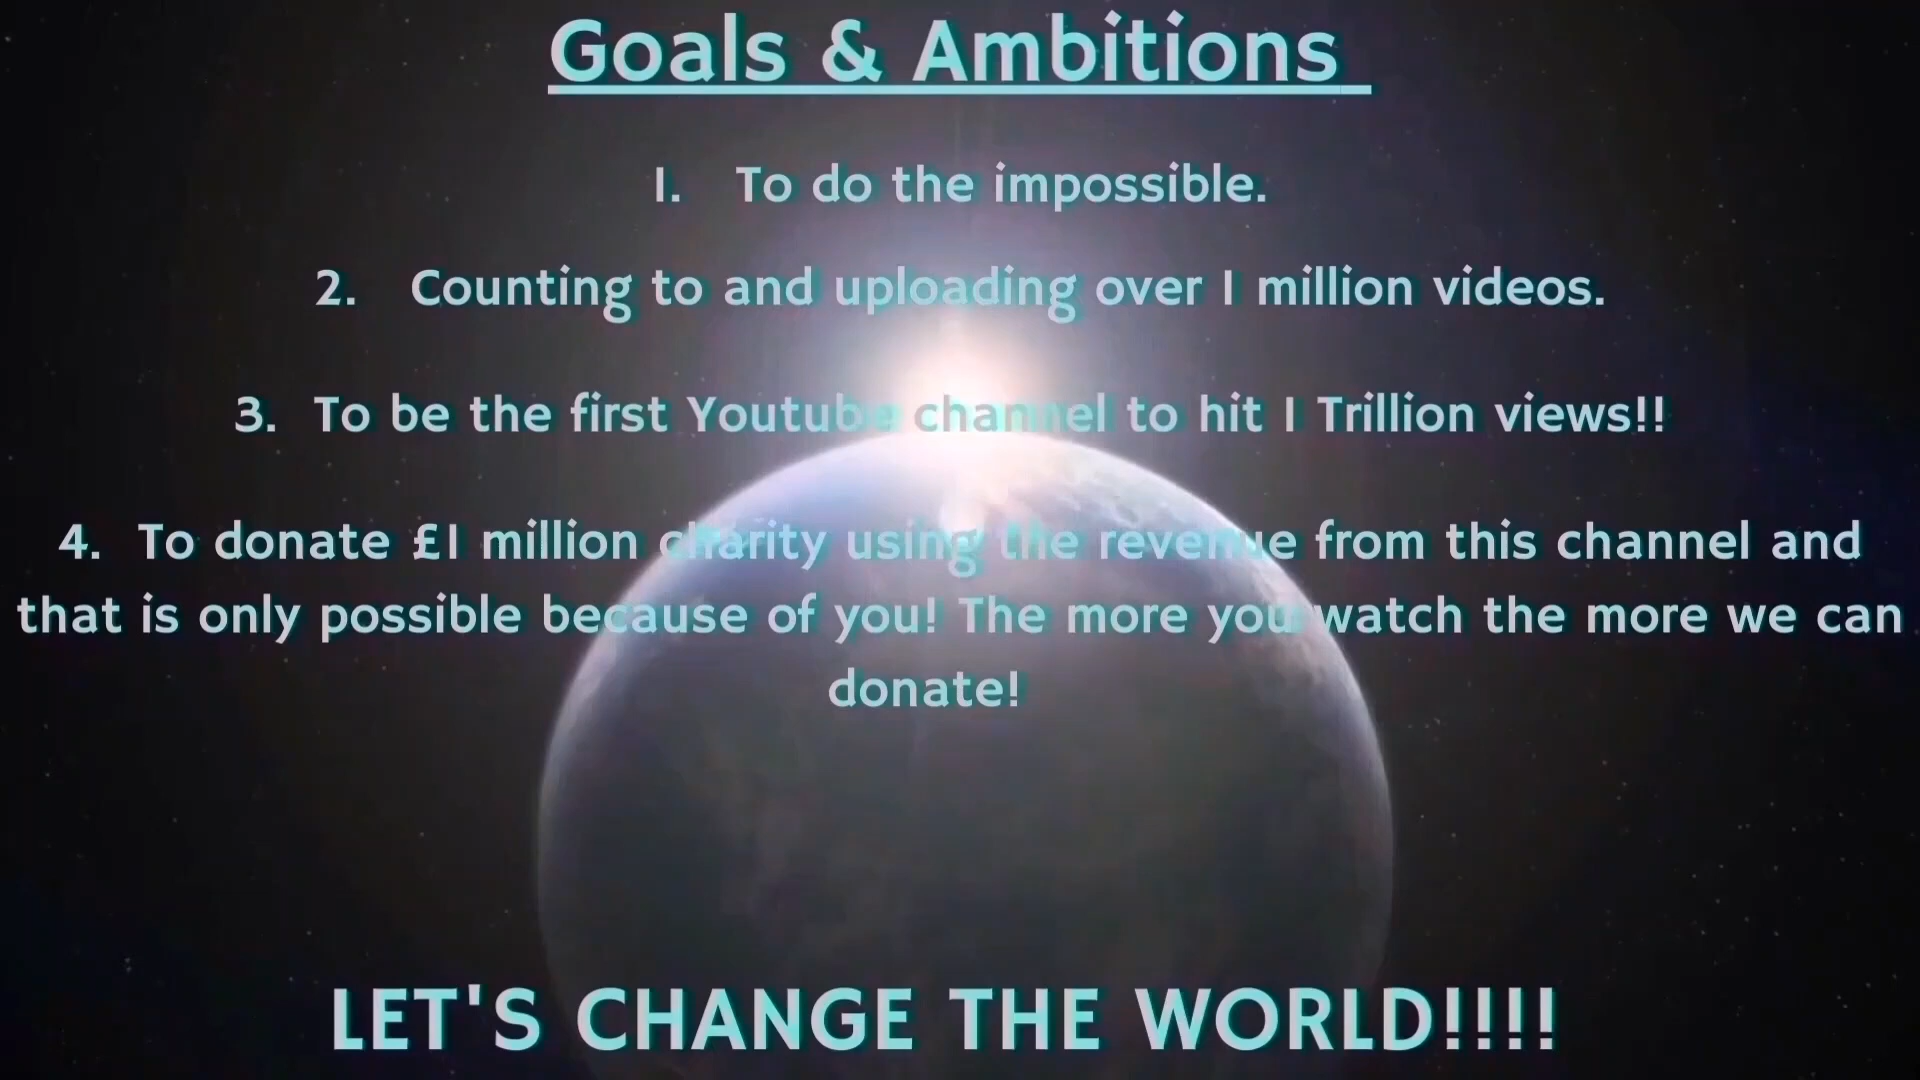 Goals & Ambitions
1. To do the impossible.
2. Counting to and uploading over 1 million videos.
3. To be the first Youtube channel to hit 1 Trillion views!!
4. To donate £1 million charity using the revenue from this channel and
that is only possible because of you! The more you watch the more we can
donate!
LET'S CHANGE THE WORLD!!!!